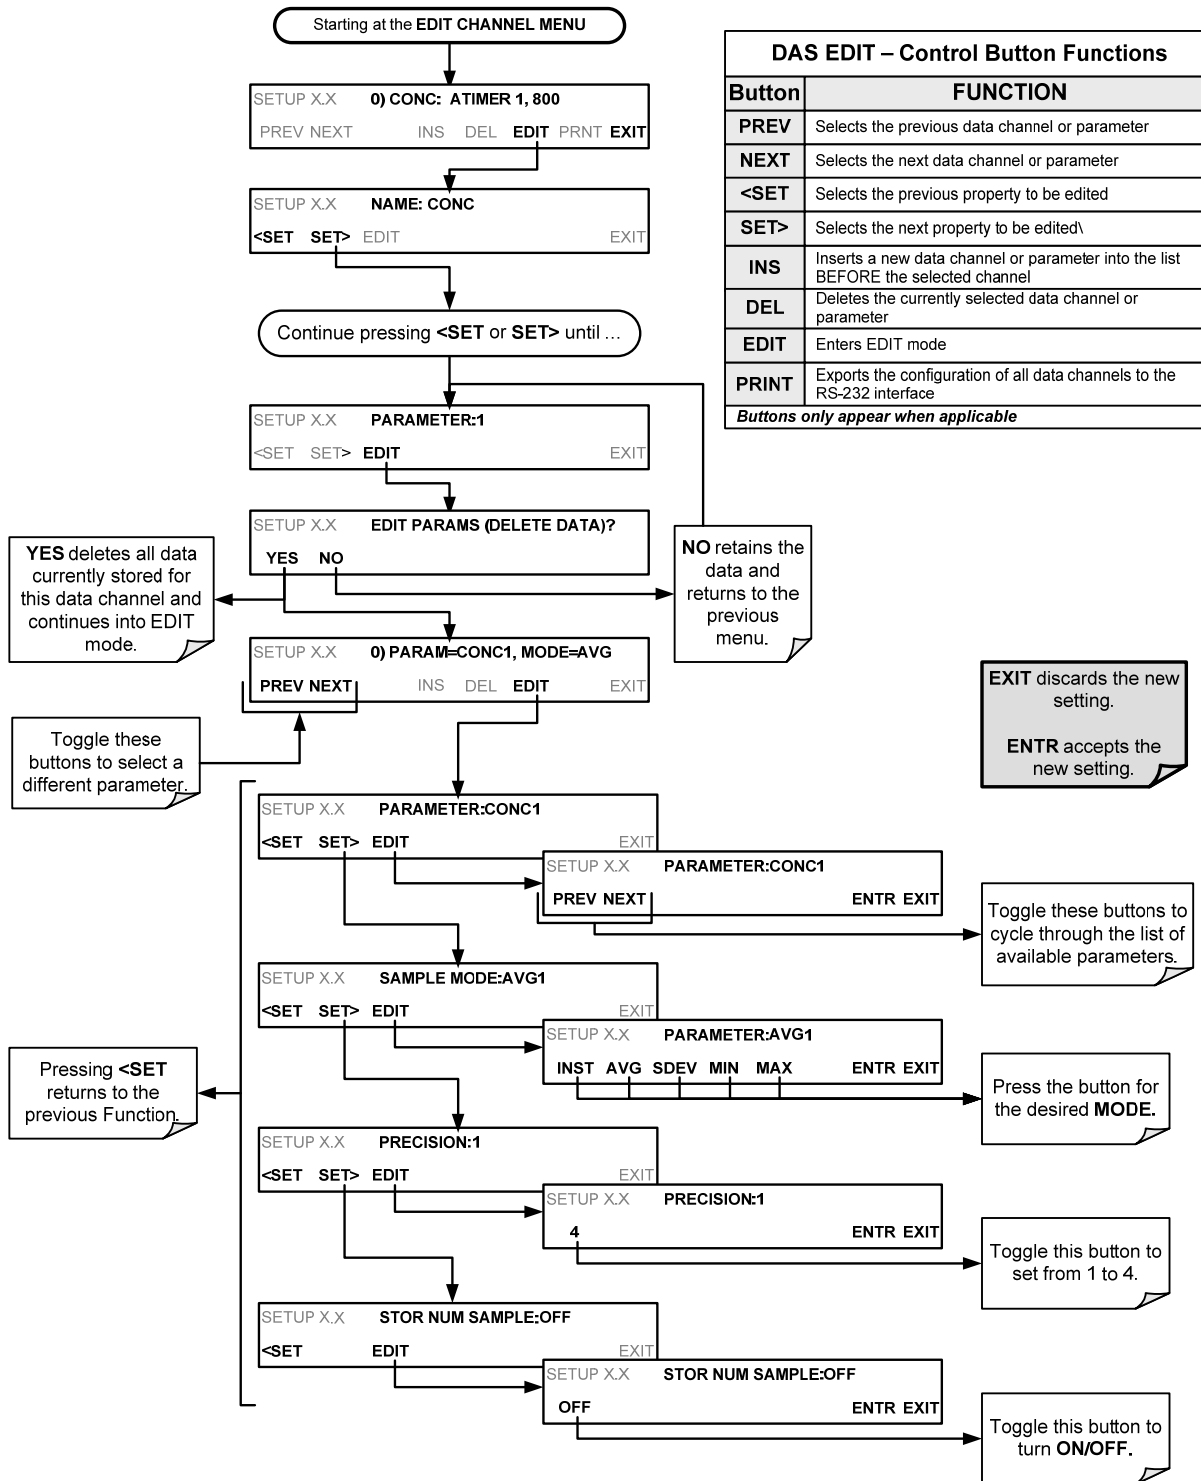 Starting at the EDIT CHANNEL MENU
SETUP X.X 0) CONC: ATIMER 1, 800
PREV NEXT INS DEL EDIT PRNT EXIT
SETUP X.X NAME: CONC
<SET SET> EDIT EXIT
Continue pressing <SET or SET> until ...
SETUP X.X PARAMETER:1
<SET SET> EDIT EXIT
SETUP X.X EDIT PARAMS (DELETE DATA)?
YES NO
YES deletes all data
currently stored for
this data channel and
continues into EDIT
mode.
NO retains the
data and
returns to the
previous
menu.
SETUP X.X 0) PARAM=CONC1, MODE=AVG
PREV NEXT INS DEL EDIT EXIT
Toggle these
buttons to select a
different parameter.
DAS EDIT – Control Button Functions
Button FUNCTION
PREV Selects the previous data channel or parameter
NEXT Selects the next data channel or parameter
<SET Selects the previous property to be edited
SET> Selects the next property to be edited\
INS Inserts a new data channel or parameter into the list
BEFORE the selected channel
DEL Deletes the currently selected data channel or
parameter
EDIT Enters EDIT mode
PRINT Exports the configuration of all data channels to the
RS-232 interface
Buttons only appear when applicable
EXIT discards the new
setting.
ENTR accepts the
new setting.
SETUP X.X PARAMETER:CONC1
<SET SET> EDIT EXIT
SETUP X.X PARAMETER:CONC1
PREV NEXT ENTR EXIT
Toggle these buttons to
cycle through the list of
available parameters.
SETUP X.X SAMPLE MODE:AVG1
<SET SET> EDIT EXIT
SETUP X.X PARAMETER:AVG1
INST AVG SDEV MIN MAX ENTR EXIT
Press the button for
the desired MODE.
Pressing <SET
returns to the
previous Function.
SETUP X.X PRECISION:1
<SET SET> EDIT EXIT
SETUP X.X PRECISION:1
4 ENTR EXIT
Toggle this button to
set from 1 to 4.
SETUP X.X STOR NUM SAMPLE:OFF
<SET EDIT EXIT
SETUP X.X STOR NUM SAMPLE:OFF
OFF ENTR EXIT
Toggle this button to
turn ON/OFF.